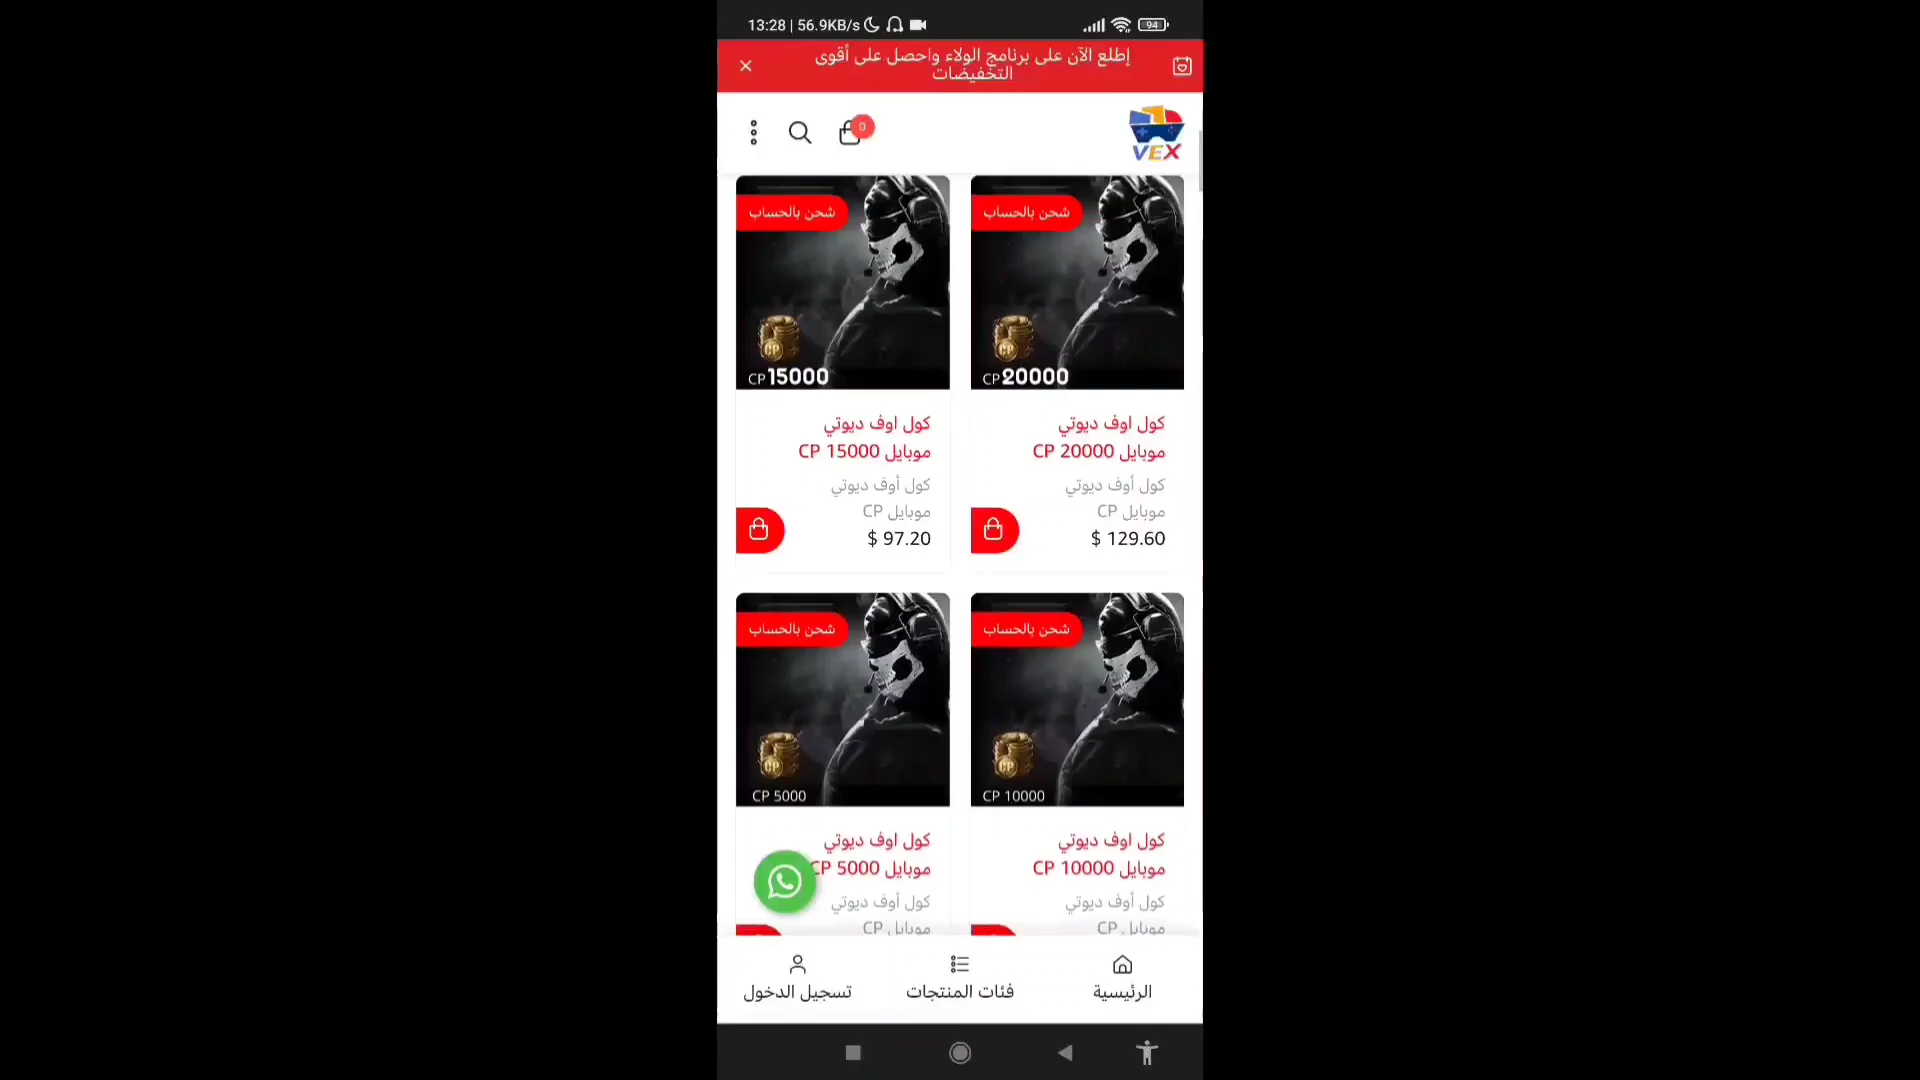 13:28 | 56.9KB/s
94
إطلع الآن على برنامج الولاء واحصل على أقوى
التخفيضات
0
VEX
شحن بالحساب
CP 20000
كول اوف ديوتي
موبايل 20000 CP
كول أوف ديوتي
موبايل CP
$ 129.60
شحن بالحساب
CP 15000
كول اوف ديوتي
موبايل 15000 CP
كول أوف ديوتي
موبايل CP
$ 97.20
شحن بالحساب
CP
CP 10000
كول اوف ديوتي
موبايل 10000 CP
كول أوف ديوتي
موبايل CP
شحن بالحساب
CP
CP 5000
كول اوف ديوتي
موبايل 5000 CP
كول أوف ديوتي
موبايل CP
الرئيسية
فئات المنتجات
تسجيل الدخول